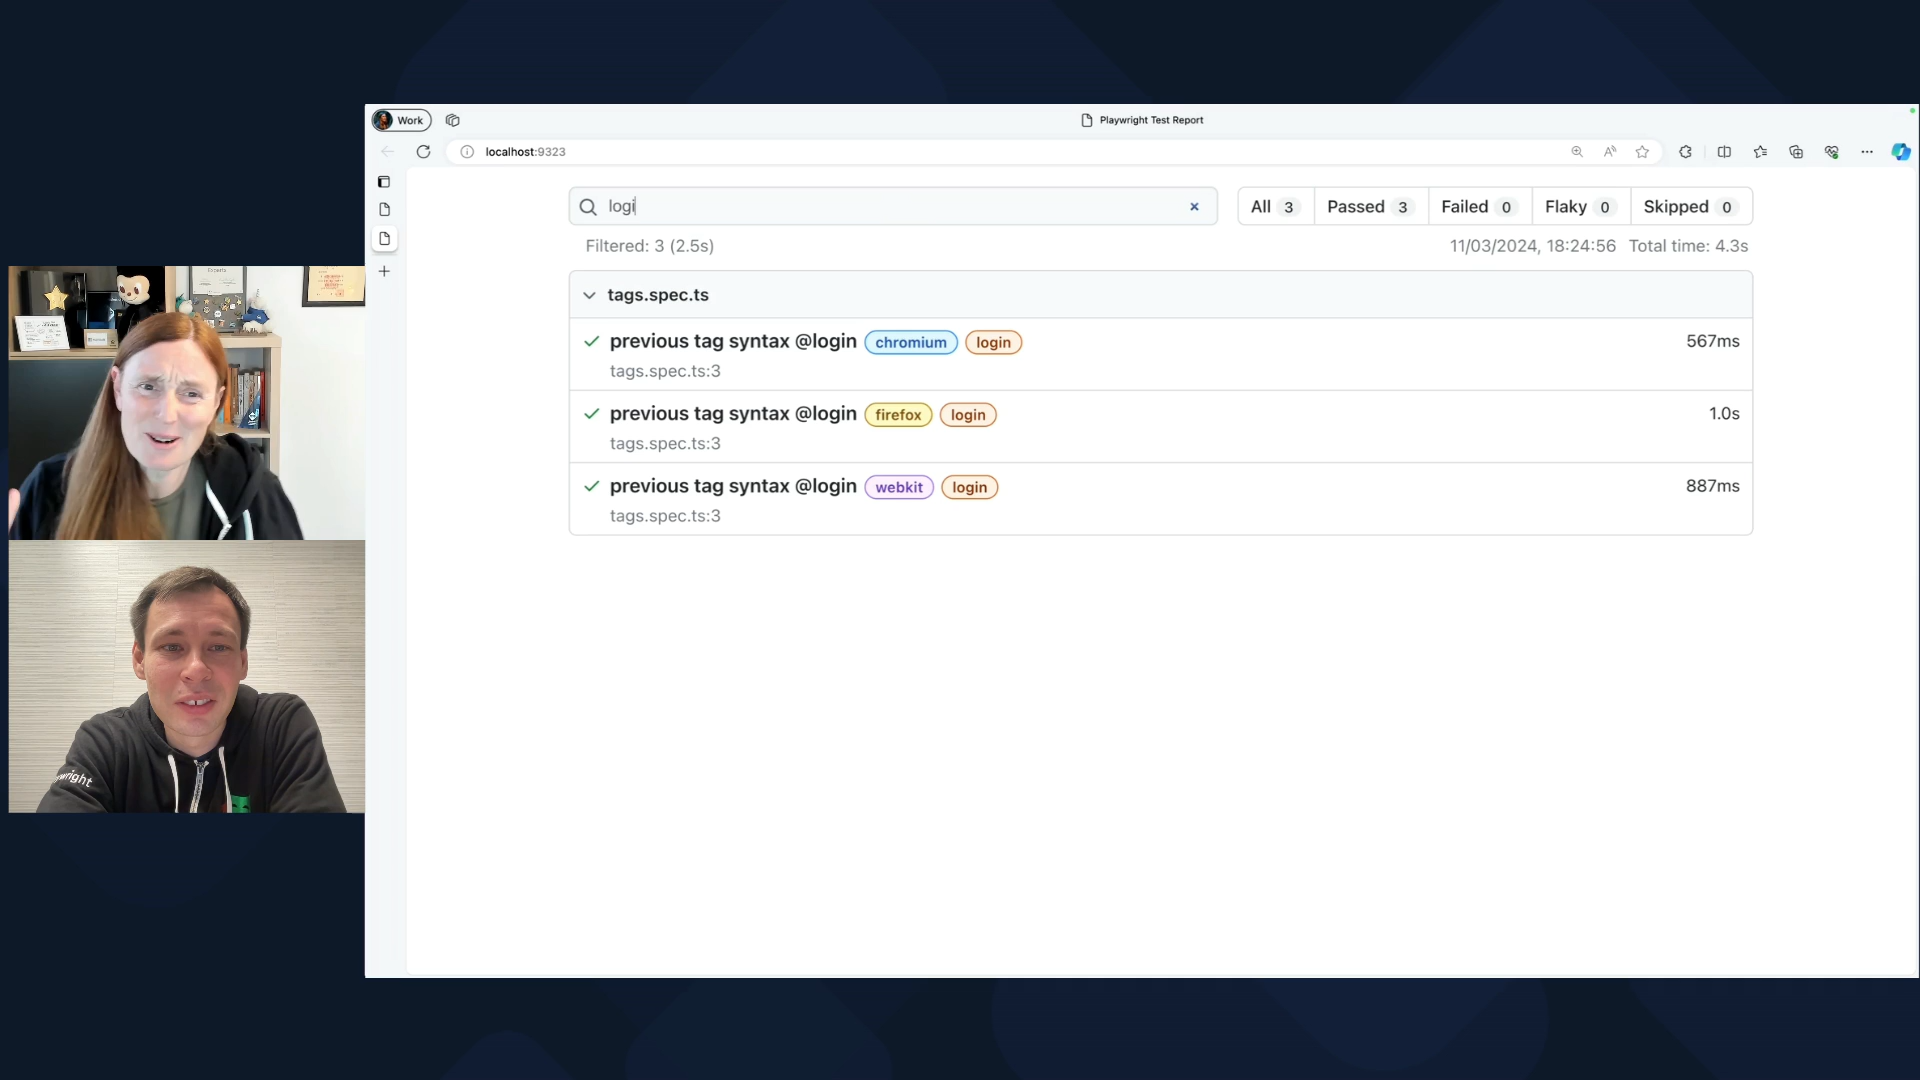 Work
Playwright Test Report
localhost:9323
logi
All 3
Passed 3
Failed 0
Flaky 0
Skipped 0
Filtered: 3 (2.5s)
11/03/2024, 18:24:56 Total time: 4.3s
tags.spec.ts
previous tag syntax @login chromium login
567ms
tags.spec.ts:3
previous tag syntax @login firefox login
1.0s
tags.spec.ts:3
previous tag syntax @login webkit login
887ms
tags.spec.ts:3
wright